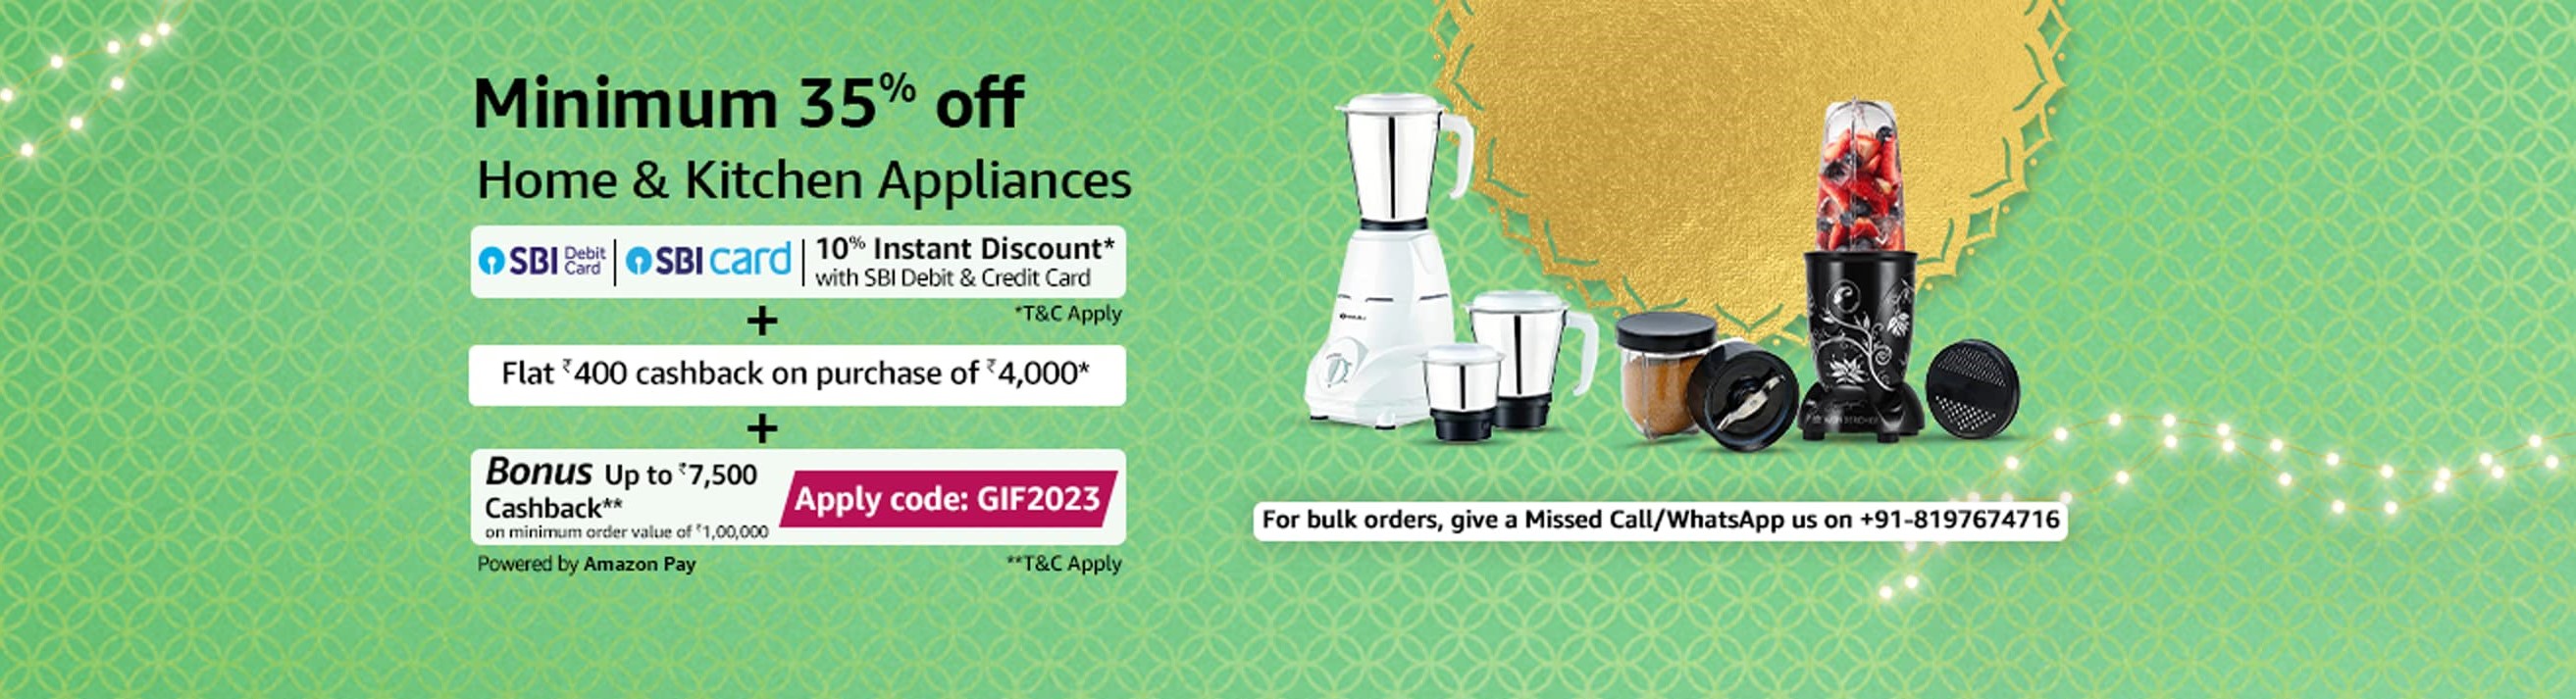 Minimum 35% off
Home & Kitchen Appliances
SBI Debit Card | SBI card | 10% Instant Discount*
with SBI Debit & Credit Card
+
*T&C Apply
Flat ₹400 cashback on purchase of ₹4,000*
+
Bonus Up to ₹7,500
Cashback**
on minimum order value of ₹1,00,000
Apply code: GIF2023
Powered by Amazon Pay
**T&C Apply
For bulk orders, give a Missed Call/WhatsApp us on +91-8197674716